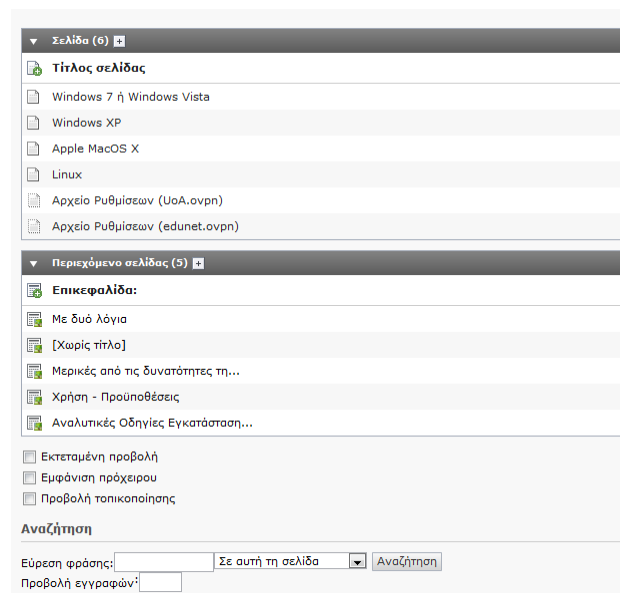 Σελίδα (6)
Τίτλος σελίδας
Windows 7 ή Windows Vista
Windows XP
Apple MacOS X
Linux
Αρχείο Ρυθμίσεων (UoA.ovpn)
Αρχείο Ρυθμίσεων (edunet.ovpn)
Περιεχόμενο σελίδας (5)
Επικεφαλίδα:
Με δυό λόγια
[Χωρίς τίτλο]
Μερικές από τις δυνατότητες τη...
Χρήση - Προϋποθέσεις
Αναλυτικές Οδηγίες Εγκατάσταση...
Εκτεταμένη προβολή
Εμφάνιση πρόχειρου
Προβολή τοπικοποίησης
Αναζήτηση
Εύρεση φράσης: Σε αυτή τη σελίδα Αναζήτηση
Προβολή εγγραφών: